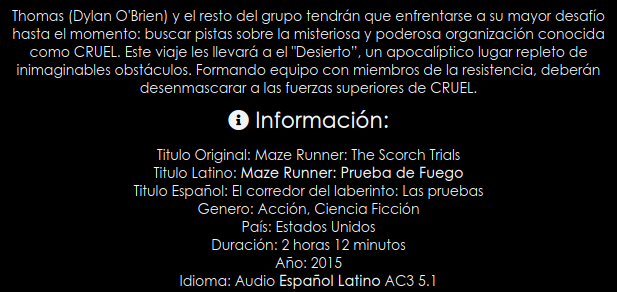 Thomas (Dylan O'Brien) y el resto del grupo tendrán que enfrentarse a su mayor desafío
hasta el momento: buscar pistas sobre la misteriosa y poderosa organización conocida
como CRUEL. Este viaje les llevará a el "Desierto”, un apocalíptico lugar repleto de
inimaginables obstáculos. Formando equipo con miembros de la resistencia, deberán
desenmascarar a las fuerzas superiores de CRUEL.
Información:
Titulo Original: Maze Runner: The Scorch Trials
Titulo Latino: Maze Runner: Prueba de Fuego
Titulo Español: El corredor del laberinto: Las pruebas
Genero: Acción, Ciencia Ficción
País: Estados Unidos
Duración: 2 horas 12 minutos
Año: 2015
Idioma: Audio Español Latino AC3 5.1